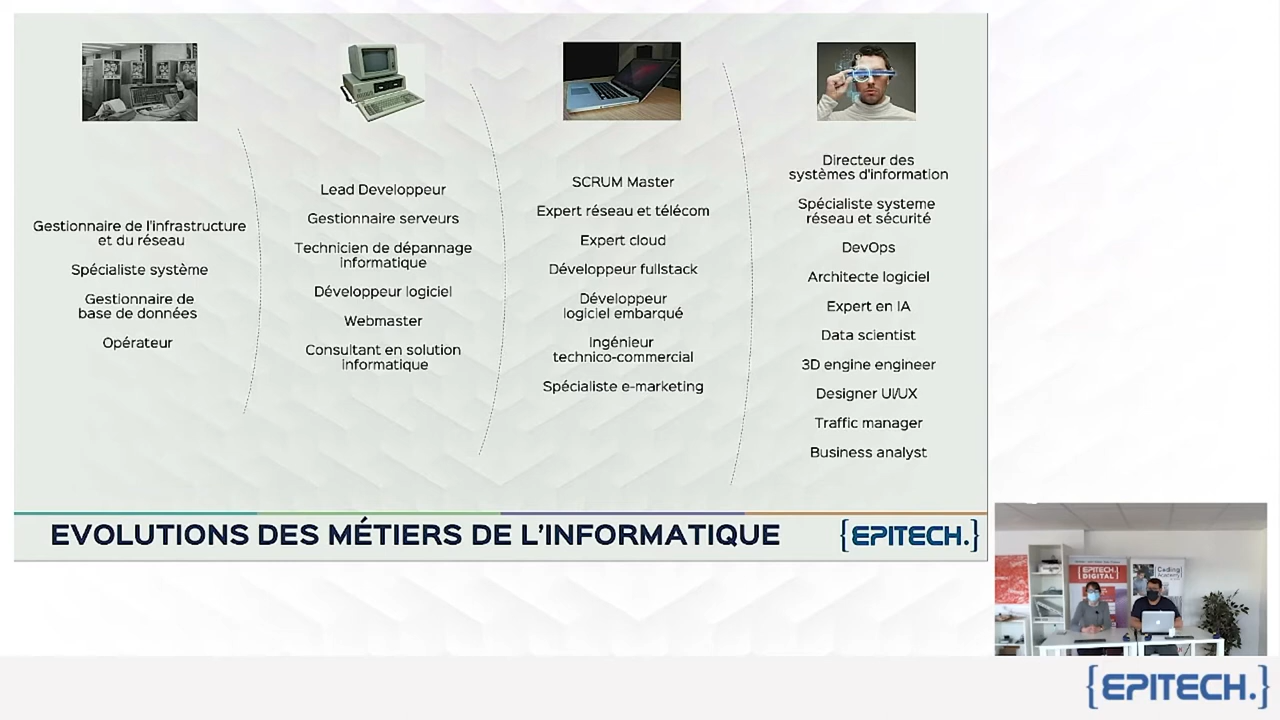 Gestionnaire de l'infrastructure
et du réseau
Spécialiste système
Gestionnaire de
base de données
Opérateur
Lead Developpeur
Gestionnaire serveurs
Technicien de dépannage
informatique
Développeur logiciel
Webmaster
Consultant en solution
informatique
SCRUM Master
Expert réseau et télécom
Expert cloud
Développeur fullstack
Développeur
logiciel embarqué
Ingénieur
technico-commercial
Spécialiste e-marketing
Directeur des
systèmes d'information
Spécialiste systeme
réseau et sécurité
DevOps
Architecte logiciel
Expert en IA
Data scientist
3D engine engineer
Designer UI/UX
Traffic manager
Business analyst
EVOLUTIONS DES MÉTIERS DE L'INFORMATIQUE
{EPITECH.}
{EPITECH.}
DIGITAL
{Coding
Academy
{EPITECH.}